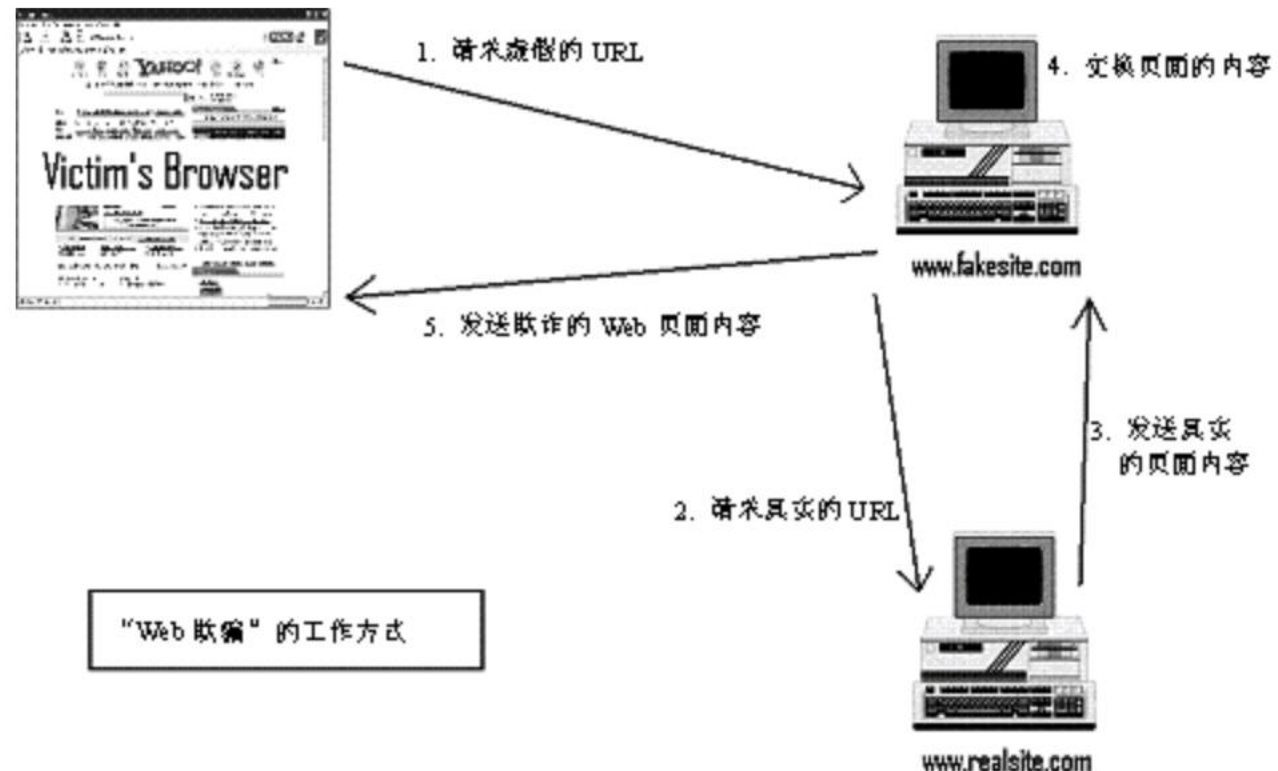 Yahoo!
Victim's Browser
1. 请求虚假的 URL
4. 变换页面的内容
www.fakesite.com
5. 发送欺诈的 Web 页面内容
3. 发送真实
的页面内容
2. 请求真实的 URL
"Web 欺骗" 的工作方式
www.realsite.com